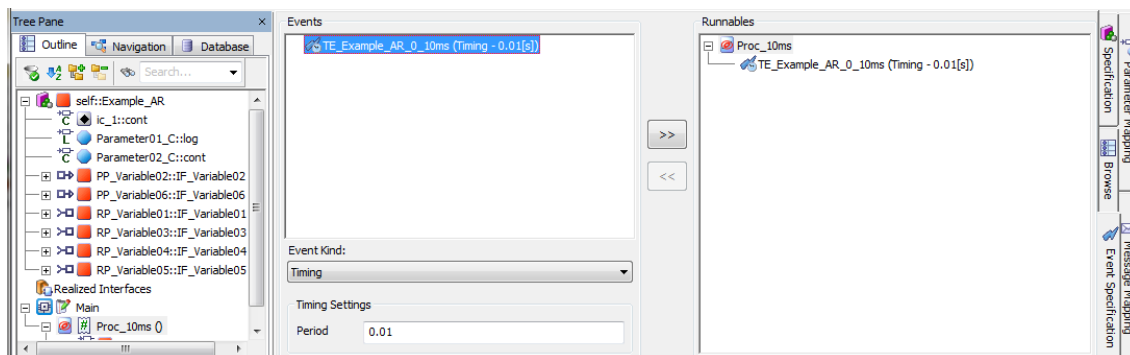 Tree Pane
×
Outline
Navigation
Database
Search...
self::Example_AR
ic_1::cont
Parameter01_C::log
Parameter02_C::cont
PP_Variable02::IF_Variable02
PP_Variable06::IF_Variable06
RP_Variable01::IF_Variable01
RP_Variable03::IF_Variable03
RP_Variable04::IF_Variable04
RP_Variable05::IF_Variable05
Realized Interfaces
Main
Proc_10ms ()
Events
TE_Example_AR_0_10ms (Timing - 0.01[s])
Event Kind:
Timing
Timing Settings
Period
0.01
>>
<<
Runnables
Proc_10ms
TE_Example_AR_0_10ms (Timing - 0.01[s])
Specification
Browse
Event Specification
Parameter Mapping
Message Mapping